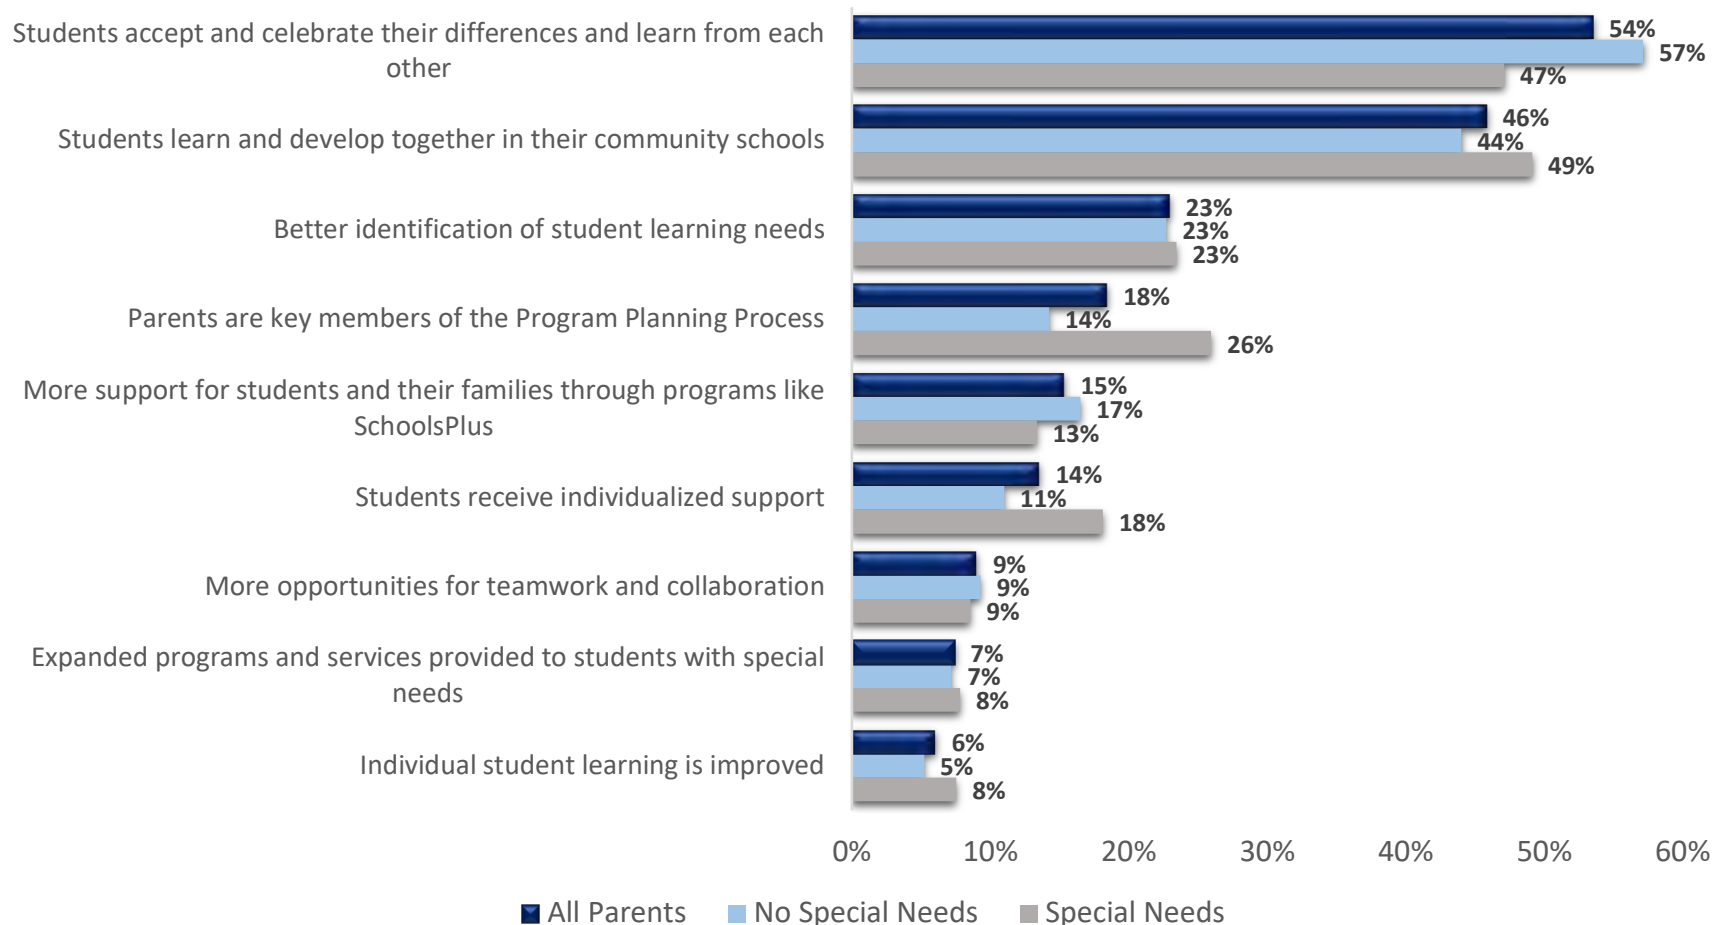 Students accept and celebrate their differences and learn from each
other
54%
57%
47%
Students learn and develop together in their community schools
46%
44%
49%
Better identification of student learning needs
23%
23%
23%
Parents are key members of the Program Planning Process
18%
14%
26%
More support for students and their families through programs like
SchoolsPlus
15%
17%
13%
Students receive individualized support
14%
11%
18%
More opportunities for teamwork and collaboration
9%
9%
9%
Expanded programs and services provided to students with special
needs
7%
7%
8%
Individual student learning is improved
6%
5%
8%
0% 10% 20% 30% 40% 50% 60%
All Parents No Special Needs Special Needs